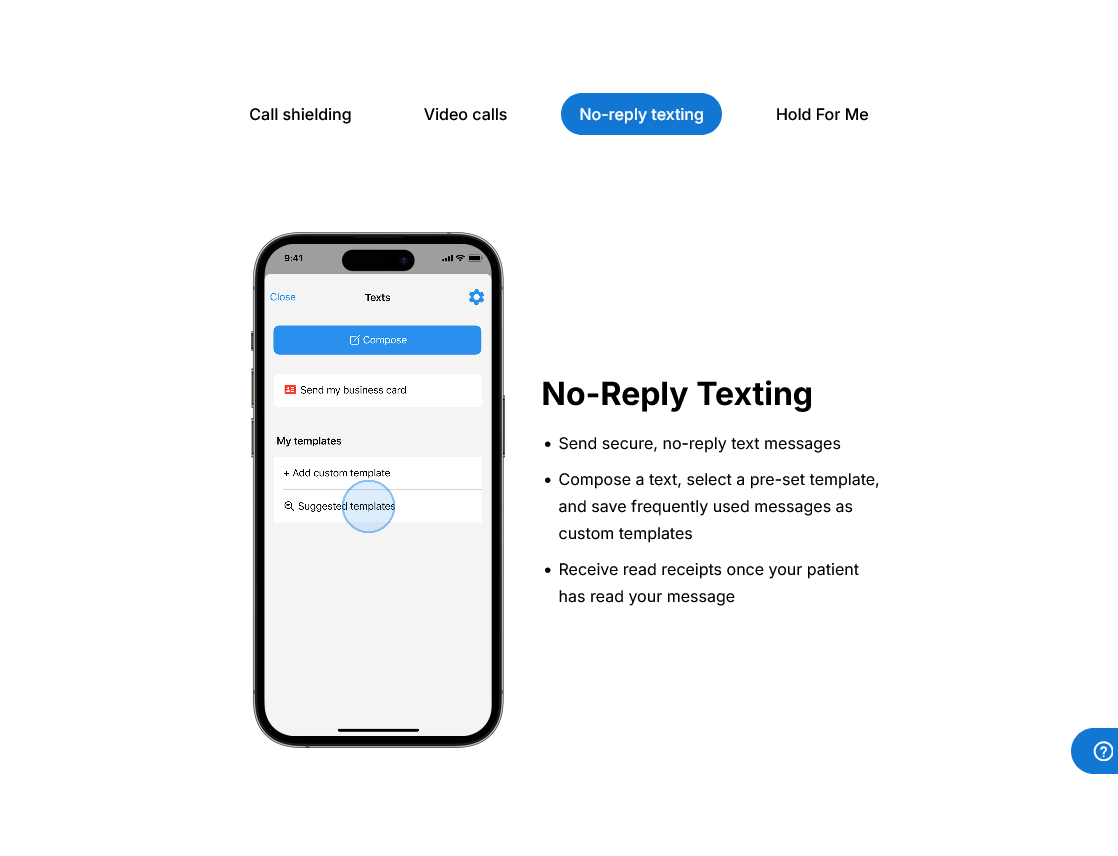 Call shielding
Video calls
No-reply texting
Hold For Me
9:41
Close
Texts
Compose
Send my business card
My templates
+ Add custom template
Suggested templates
No-Reply Texting
• Send secure, no-reply text messages
• Compose a text, select a pre-set template,
and save frequently used messages as
custom templates
• Receive read receipts once your patient
has read your message